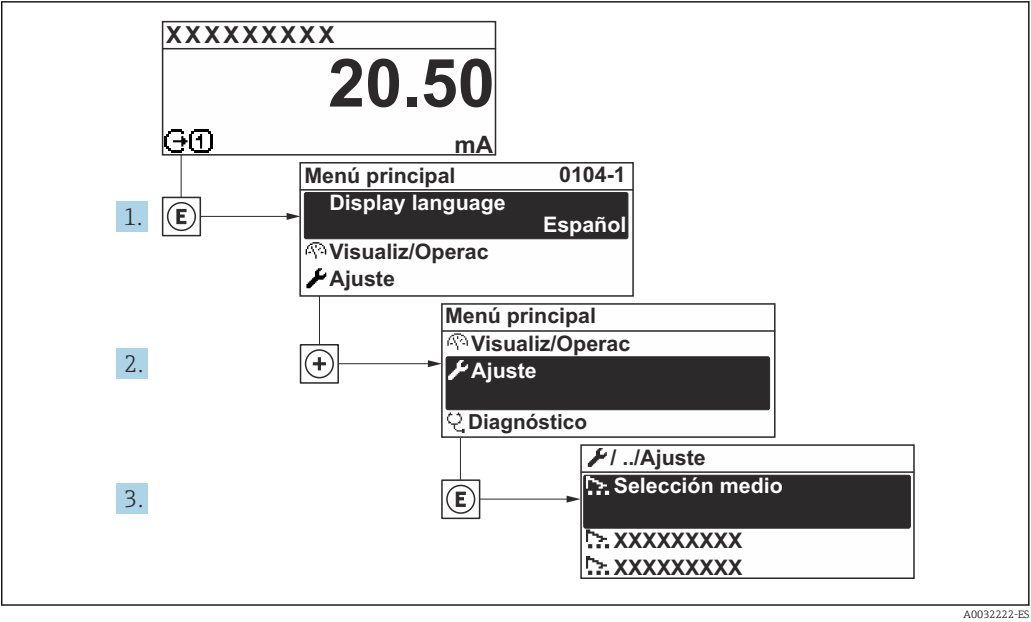 XXXXXXXXX
20.50
1
mA
Menú principal 0104-1
Display language
Español
1. E
Visualiz/Operac
Ajuste
Menú principal
Visualiz/Operac
2. +
Ajuste
Diagnóstico
/ ../Ajuste
Selección medio
3. E
XXXXXXXXX
XXXXXXXXX
A0032222-ES